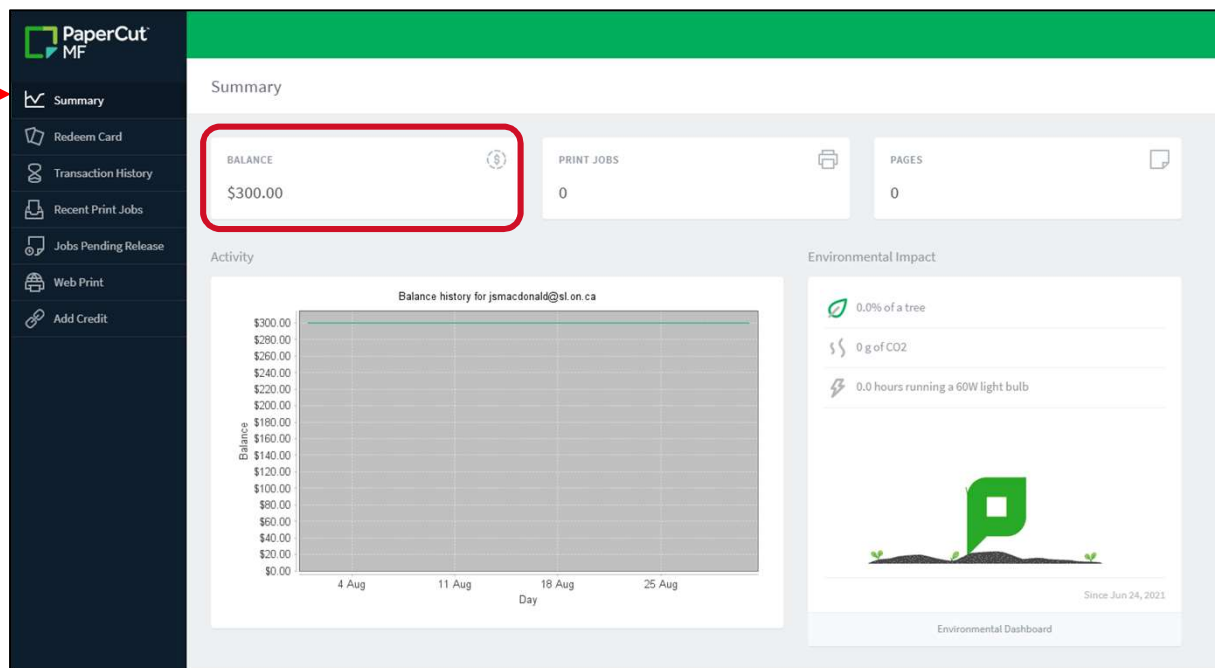 PaperCut
MF
Summary
Redeem Card
Transaction History
Recent Print Jobs
Jobs Pending Release
Web Print
Add Credit
Summary
BALANCE
$300.00
PRINT JOBS
0
PAGES
0
Activity
Balance history for jsmacdonald@sl.on.ca
$300.00
$280.00
$260.00
$240.00
$220.00
$200.00
$180.00
$160.00
$140.00
$120.00
$100.00
$80.00
$60.00
$40.00
$20.00
$0.00
Balance
4 Aug 11 Aug 18 Aug 25 Aug
Day
Environmental Impact
0.0% of a tree
0 g of CO2
0.0 hours running a 60W light bulb
Since Jun 24, 2021
Environmental Dashboard